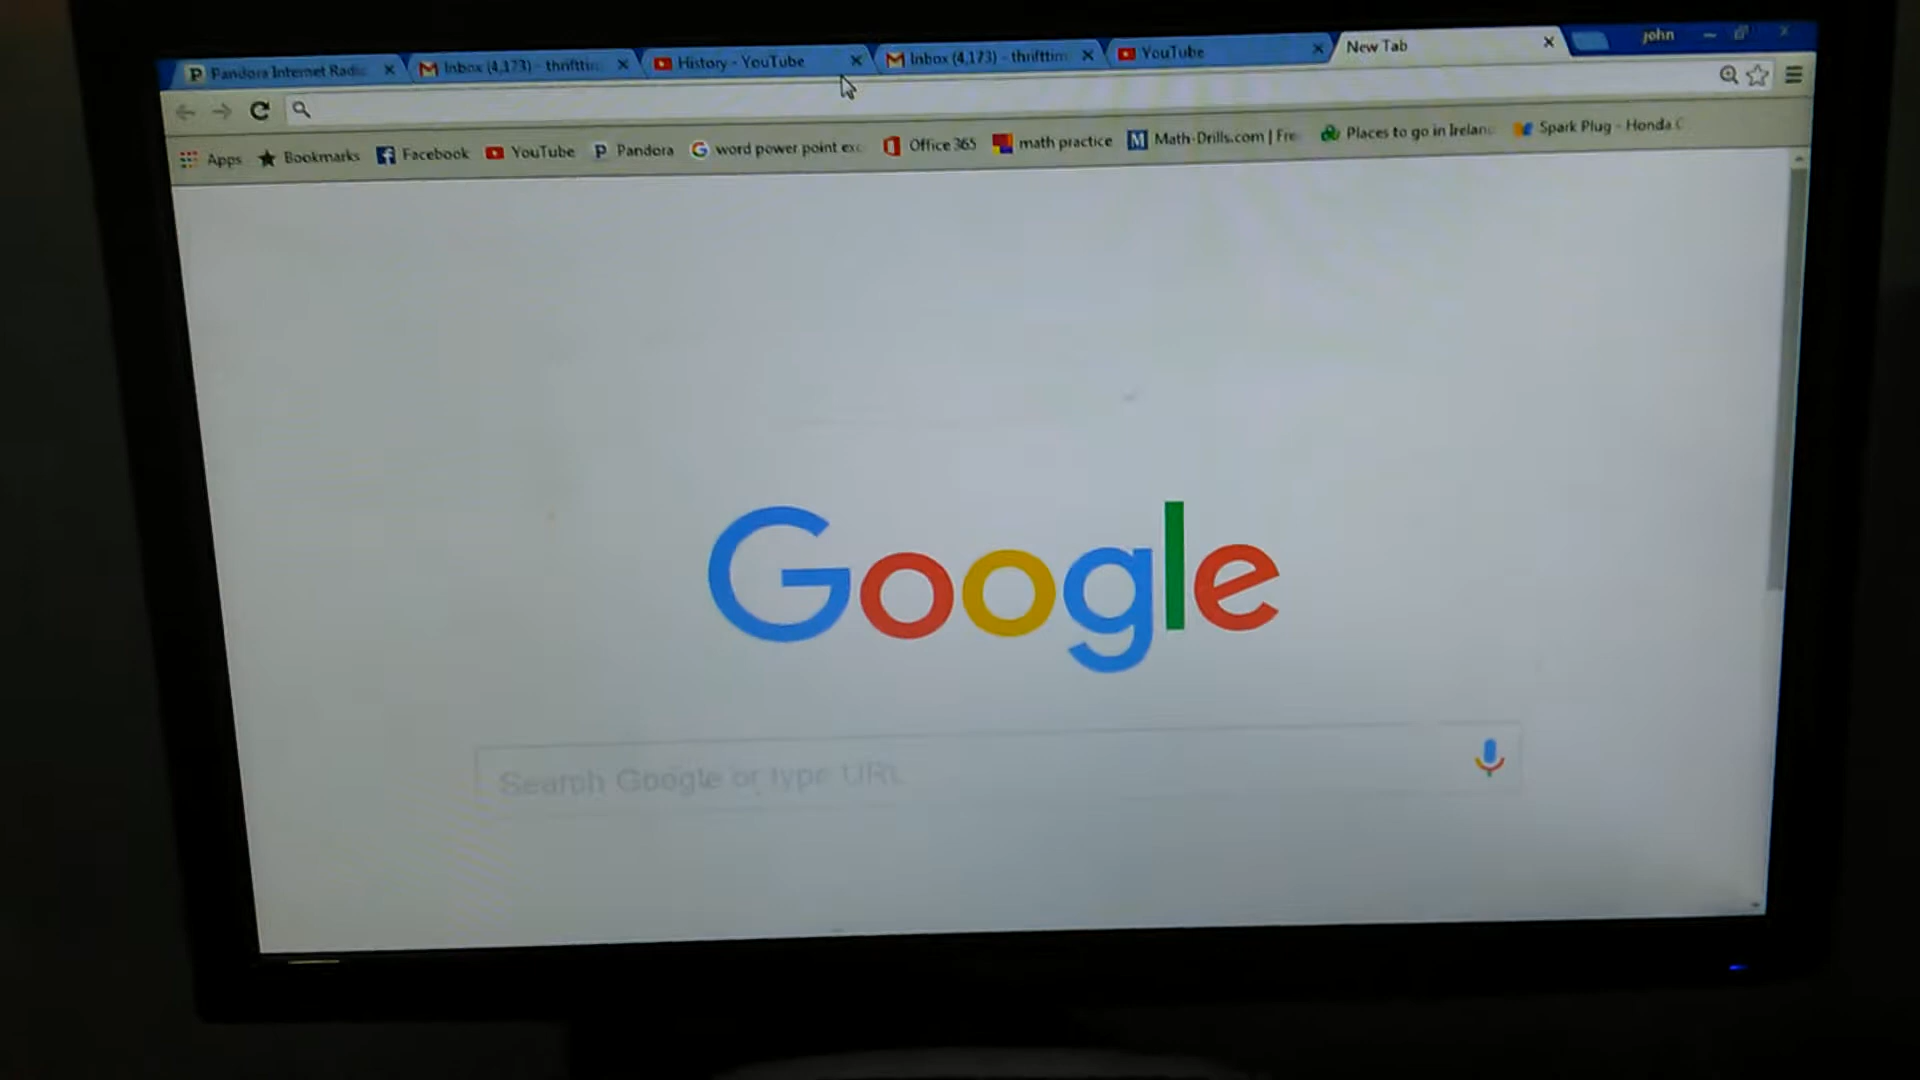 Pandora Internet Radi Inbox (4,173) - thrifttim History - YouTube Inbox (4,173) - thrifttim YouTube New Tab john
Apps Bookmarks Facebook YouTube Pandora word power point exc Office 365 math practice Math-Drills.com | Fre Places to go in Irelan Spark Plug - Honda C
Google
Search Google or type URL